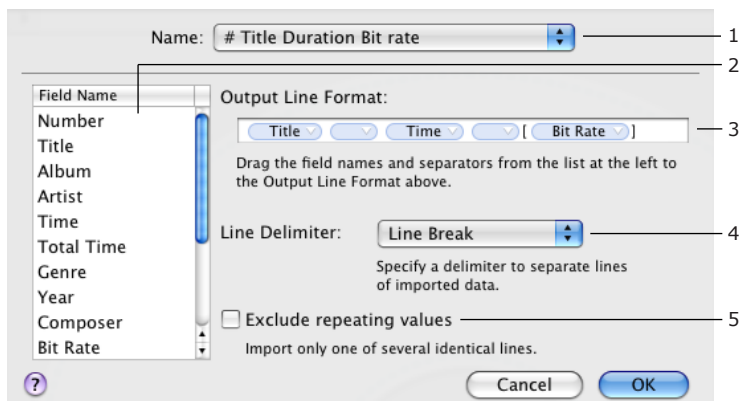 Name: # Title Duration Bit rate 1
2
Field Name
Number
Title
Album
Artist
Time
Total Time
Genre
Year
Composer
Bit Rate
Output Line Format:
Title Time [ Bit Rate ] 3
Drag the field names and separators from the list at the left to
the Output Line Format above.
Line Delimiter: Line Break 4
Specify a delimiter to separate lines
of imported data.
Exclude repeating values 5
Import only one of several identical lines.
? Cancel OK